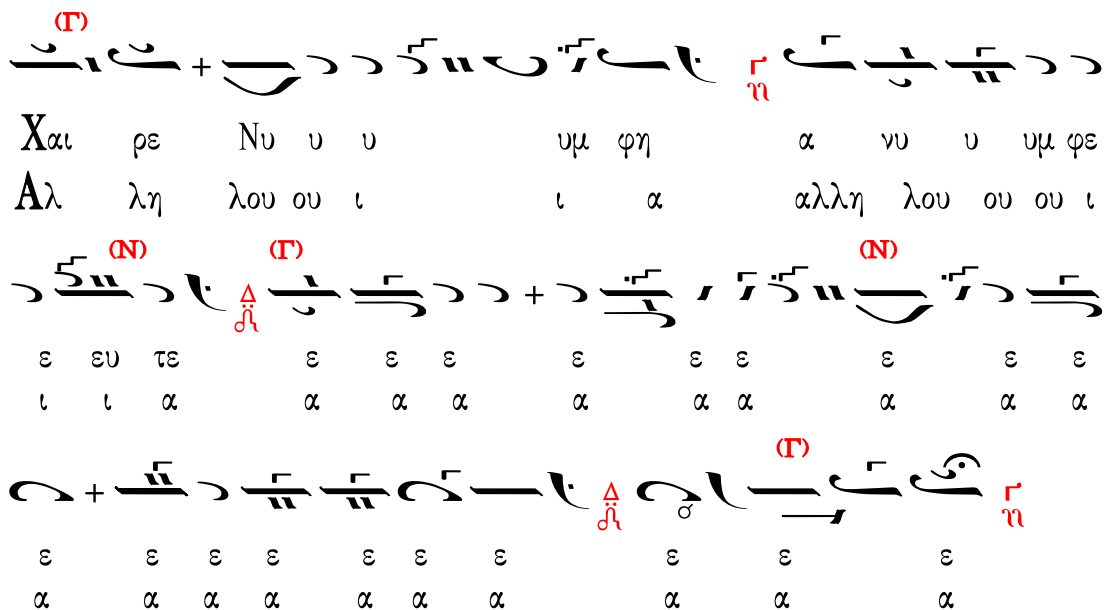 (Γ)
Χαι ρε Νυ υ υ υμ φη α νυ υ υμ φε
Αλ λη λου ου ι ι α αλλη λου ου ου ι
(Ν) (Γ) (Ν)
Δ
ε ευ τε ε ε ε ε ε ε ε ε ε
ι ι α α α α α α α α α α
(Γ)
Δ
ε ε ε ε ε ε ε ε ε ε
α α α α α α α α α α